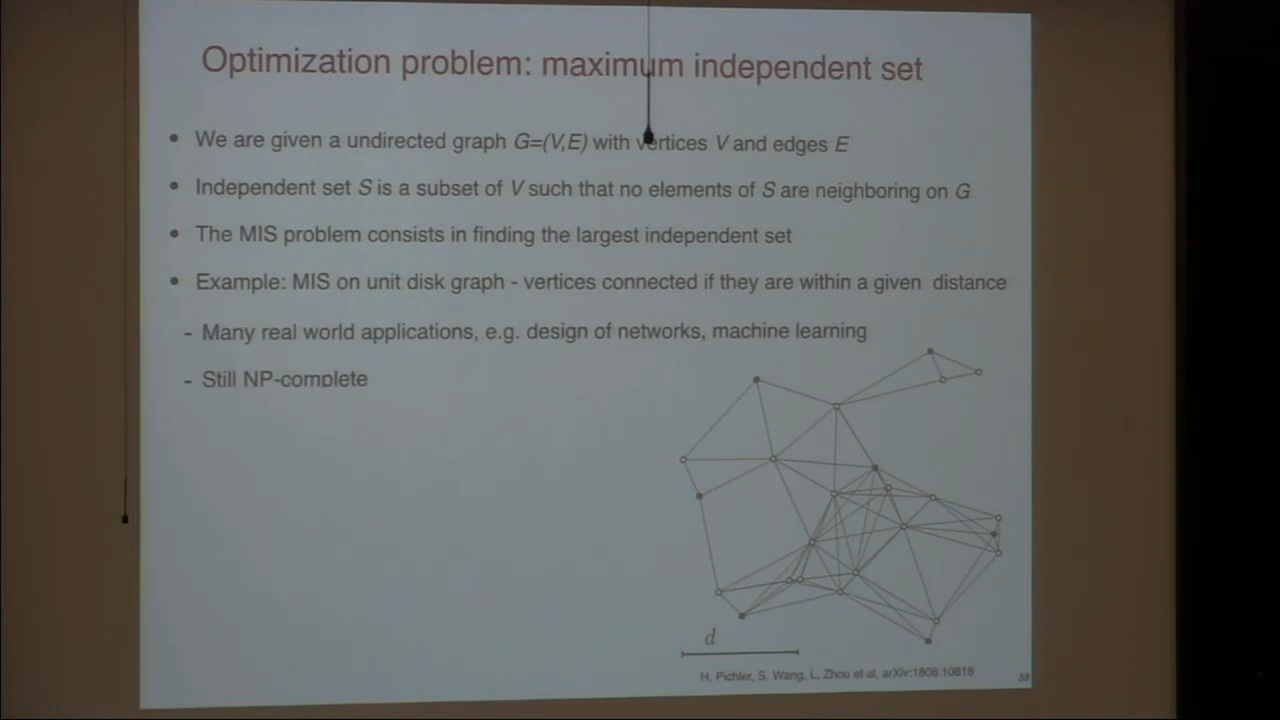 Optimization problem: maximum independent set
• We are given a undirected graph G=(V,E) with vertices V and edges E
• Independent set S is a subset of V such that no elements of S are neighboring on G
• The MIS problem consists in finding the largest independent set
• Example: MIS on unit disk graph - vertices connected if they are within a given distance
- Many real world applications, e.g. design of networks, machine learning
- Still NP-complete
d
H. Pichler, S. Wang, L. Zhou et al, arXiv:1808.10816
38